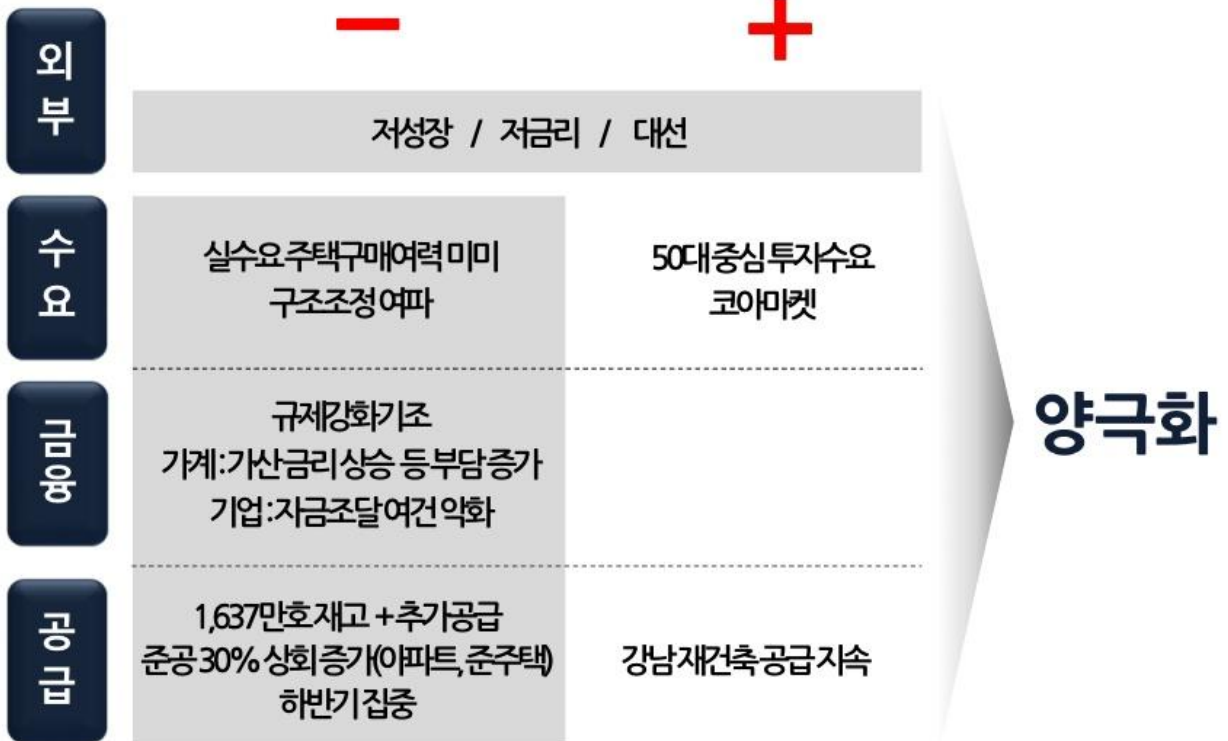 − +
외부
저성장 / 저금리 / 대선
수요
실수요 주택구매여력 미미
구조조정 여파
50대 중심 투자수요
코아마켓
금융
규제강화기조
가계 : 가산 금리 상승 등 부담 증가
기업 : 자금조달 여건 악화
공급
1,637만호 재고 + 추가공급
준공 30% 상회 증가(아파트, 준주택)
하반기 집중
강남 재건축 공급 지속
양극화